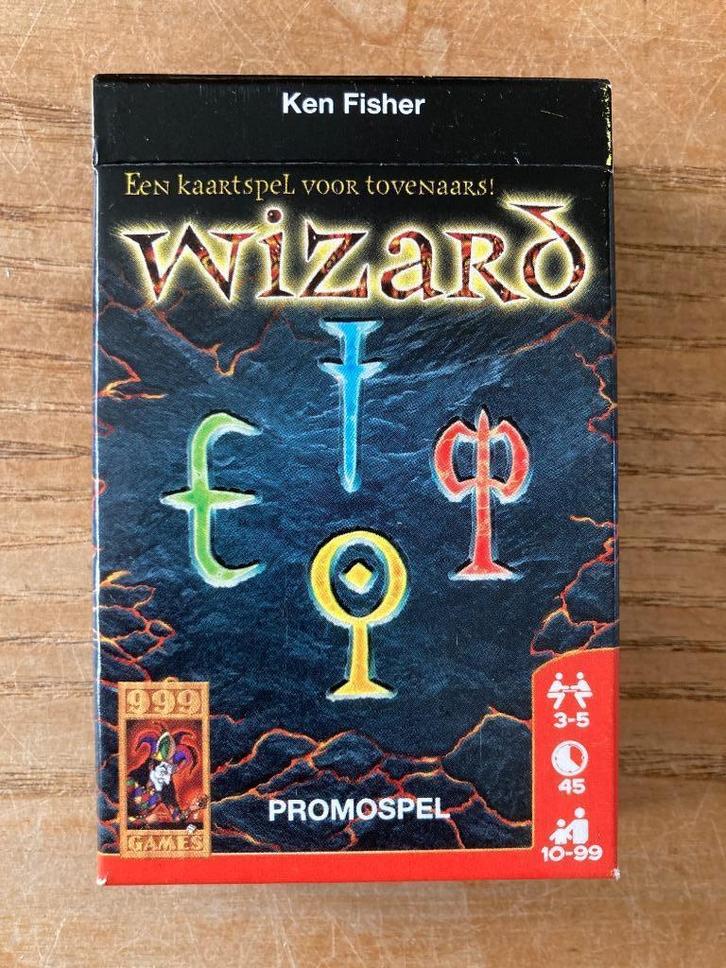 Ken Fisher
Een kaartspel voor tovenaars!
wizard
999
GAMES
PROMOSPEL
3-5
45
10-99